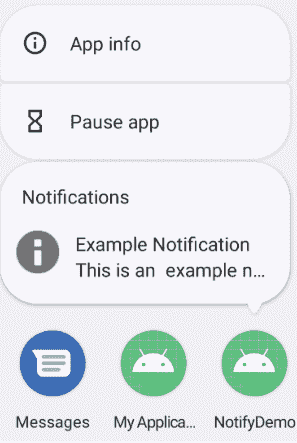 App info
Pause app
Notifications
Example Notification
This is an example n...
Messages
My Applica...
NotifyDemo